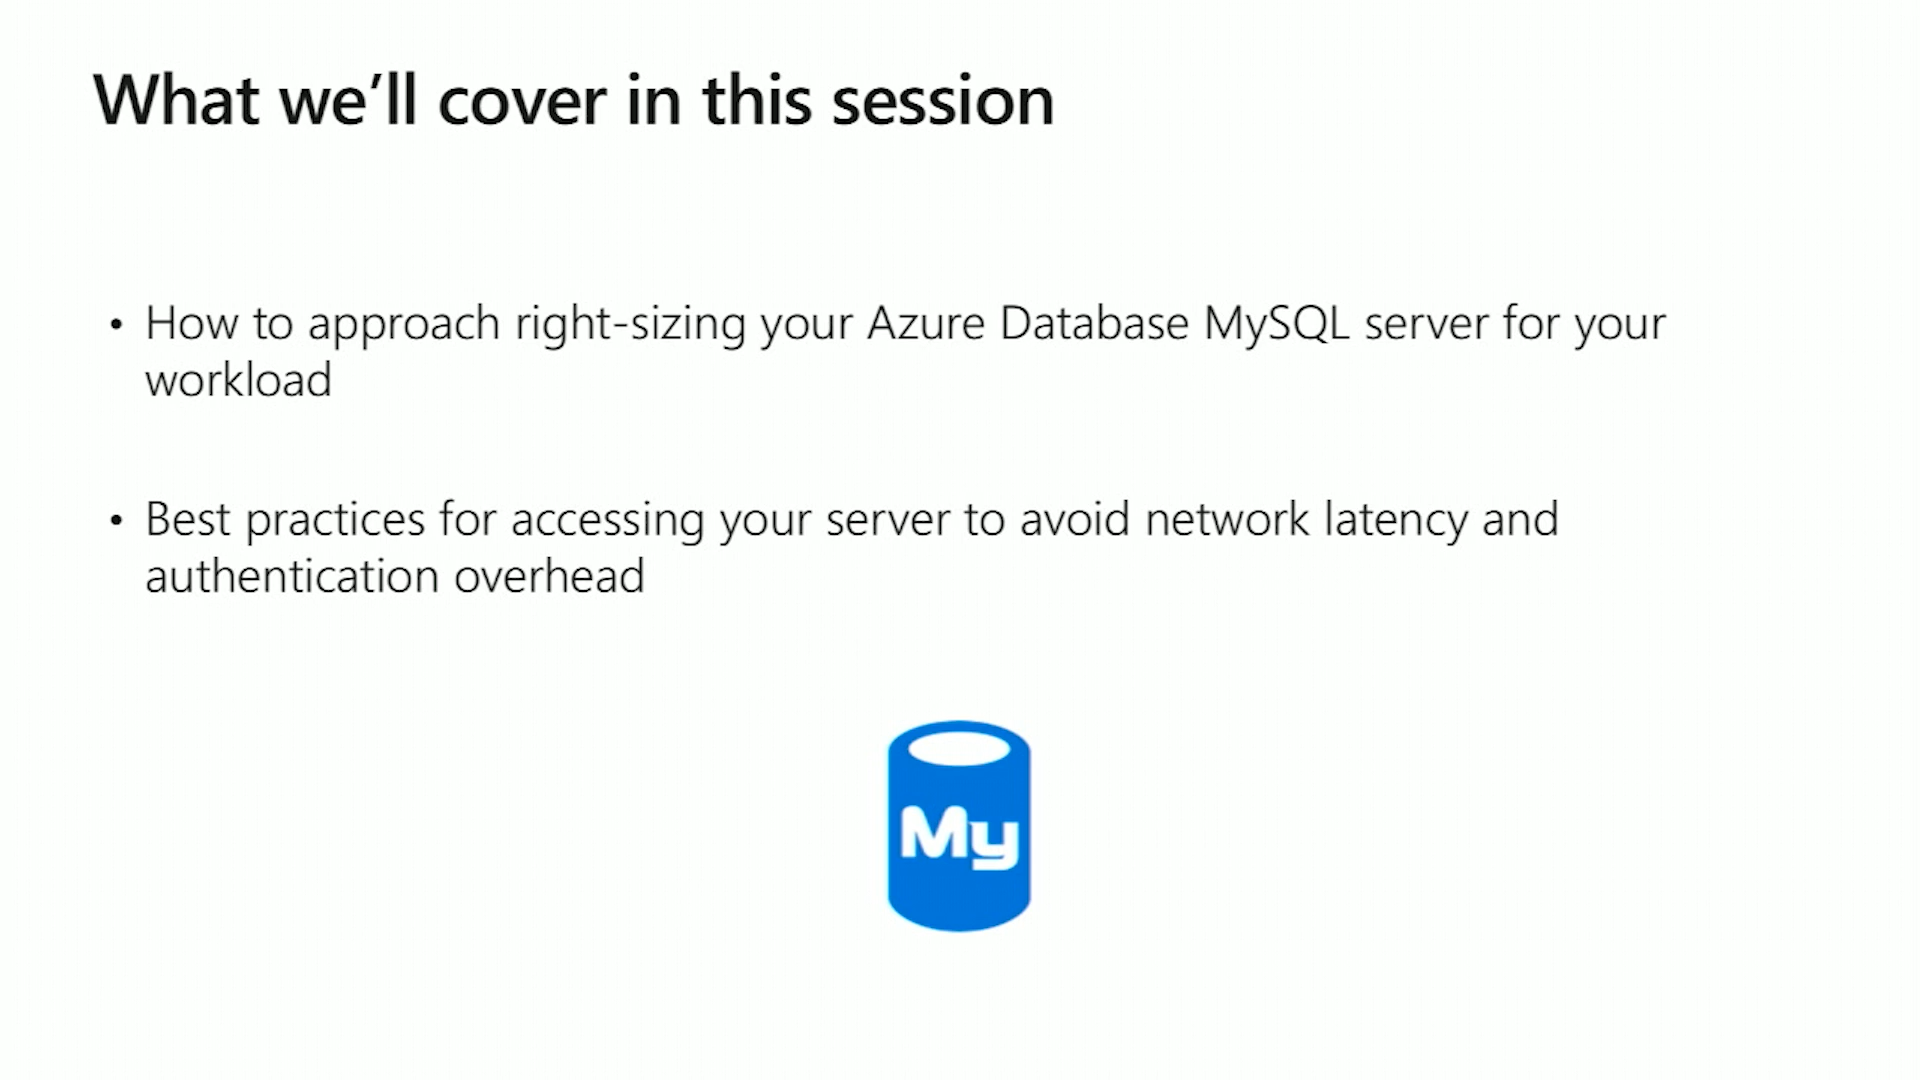 What we’ll cover in this session
• How to approach right-sizing your Azure Database MySQL server for your
workload
• Best practices for accessing your server to avoid network latency and
authentication overhead
My